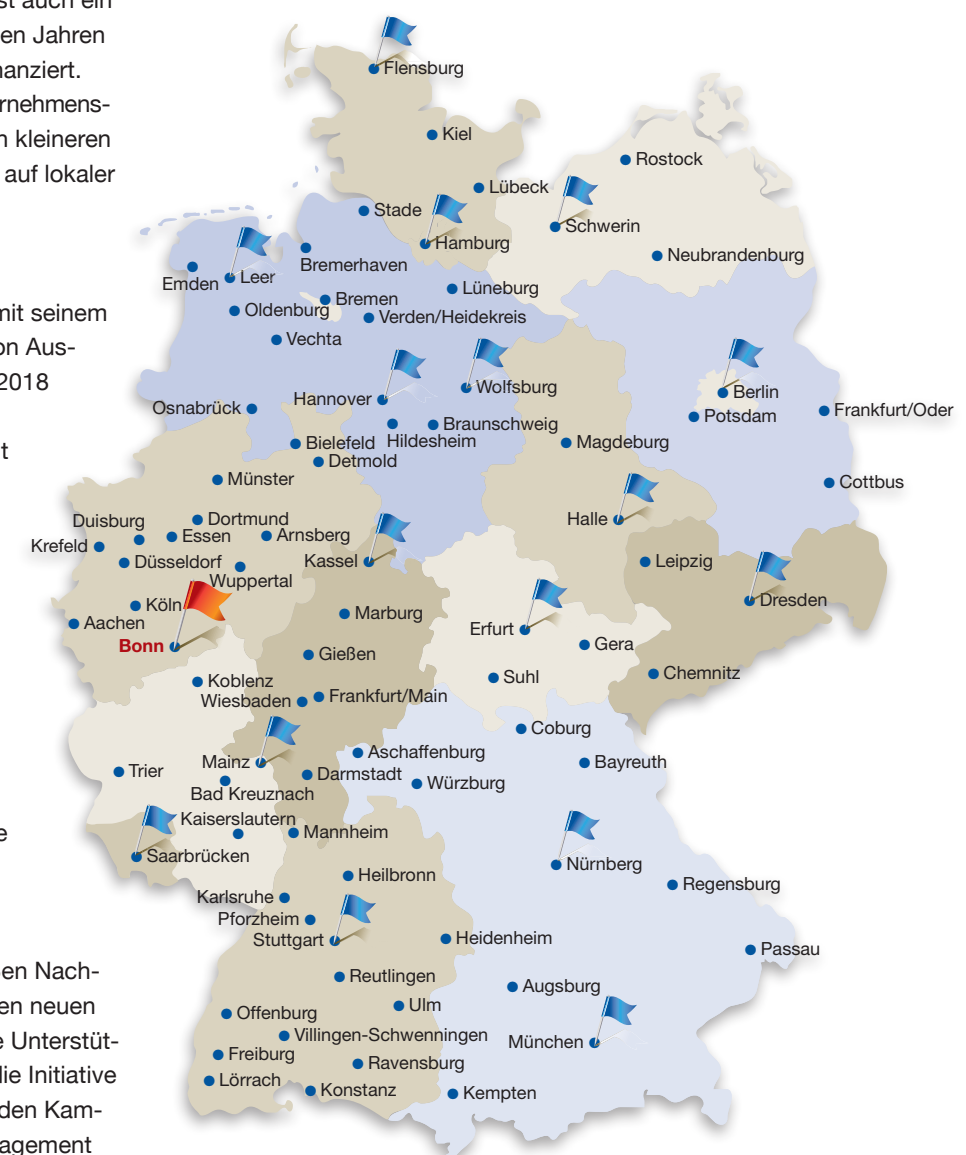 st auch ein
en Jahren
anziert.
ernehmens-
n kleineren
auf lokaler
mit seinem
on Aus-
2018
t
e
en Nach-
en neuen
e Unterstüt-
die Initiative
den Kam-
agement
Flensburg
Kiel
Rostock
Lübeck
Stade
Schwerin
Hamburg
Neubrandenburg
Bremerhaven
Emden
Leer
Lüneburg
Bremen
Oldenburg
Verden/Heidekreis
Vechta
Wolfsburg
Berlin
Hannover
Osnabrück
Potsdam
Frankfurt/Oder
Hildesheim
Braunschweig
Bielefeld
Magdeburg
Detmold
Münster
Cottbus
Duisburg
Dortmund
Halle
Krefeld
Essen
Arnsberg
Düsseldorf
Kassel
Leipzig
Wuppertal
Köln
Marburg
Dresden
Aachen
Erfurt
Bonn
Gera
Gießen
Chemnitz
Koblenz
Suhl
Wiesbaden
Frankfurt/Main
Coburg
Aschaffenburg
Mainz
Bayreuth
Trier
Darmstadt
Würzburg
Bad Kreuznach
Kaiserslautern
Mannheim
Saarbrücken
Nürnberg
Heilbronn
Regensburg
Karlsruhe
Pforzheim
Stuttgart
Heidenheim
Passau
Reutlingen
Augsburg
Ulm
Offenburg
Villingen-Schwenningen
München
Freiburg
Ravensburg
Lörrach
Konstanz
Kempten